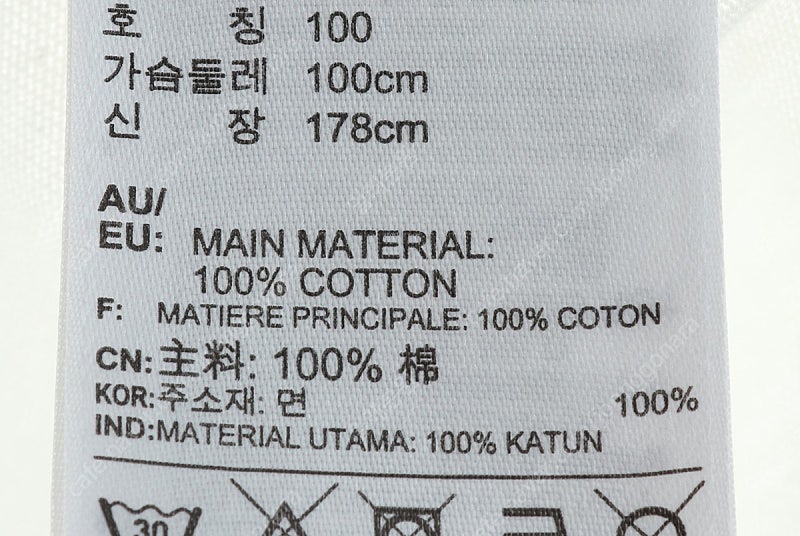 호 칭 100
가슴둘레 100cm
신 장 178cm
AU/
EU: MAIN MATERIAL:
100% COTTON
F: MATIERE PRINCIPALE: 100% COTON
CN: 主料: 100% 棉
KOR: 주소재: 면 100%
IND: MATERIAL UTAMA: 100% KATUN
30